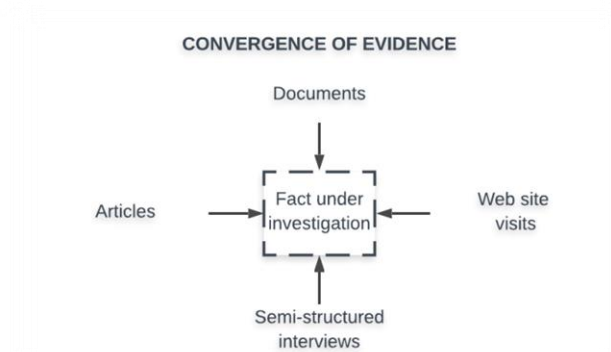 CONVERGENCE OF EVIDENCE
Documents
Articles
Fact under
investigation
Web site
visits
Semi-structured
interviews